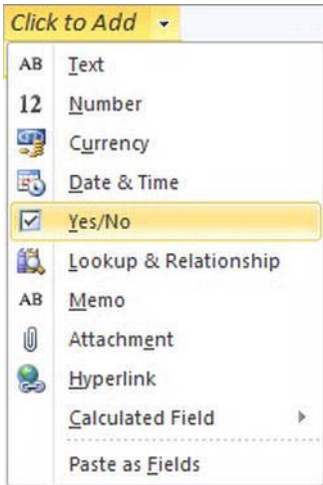 Click to Add
AB Text
12 Number
Currency
Date & Time
Yes/No
Lookup & Relationship
AB Memo
Attachment
Hyperlink
Calculated Field
Paste as Fields